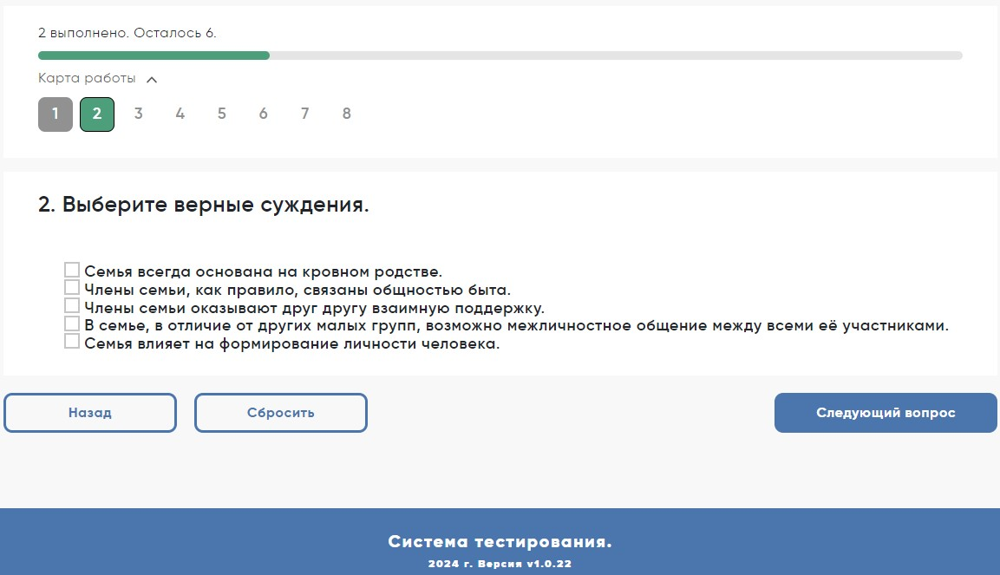 2 выполнено. Осталось 6.
Карта работы
1 2 3 4 5 6 7 8
2. Выберите верные суждения.
Семья всегда основана на кровном родстве.
Члены семьи, как правило, связаны общностью быта.
Члены семьи оказывают друг другу взаимную поддержку.
В семье, в отличие от других малых групп, возможно межличностное общение между всеми её участниками.
Семья влияет на формирование личности человека.
Назад Сбросить Следующий вопрос
Система тестирования.
2024 г. Версия v1.0.22